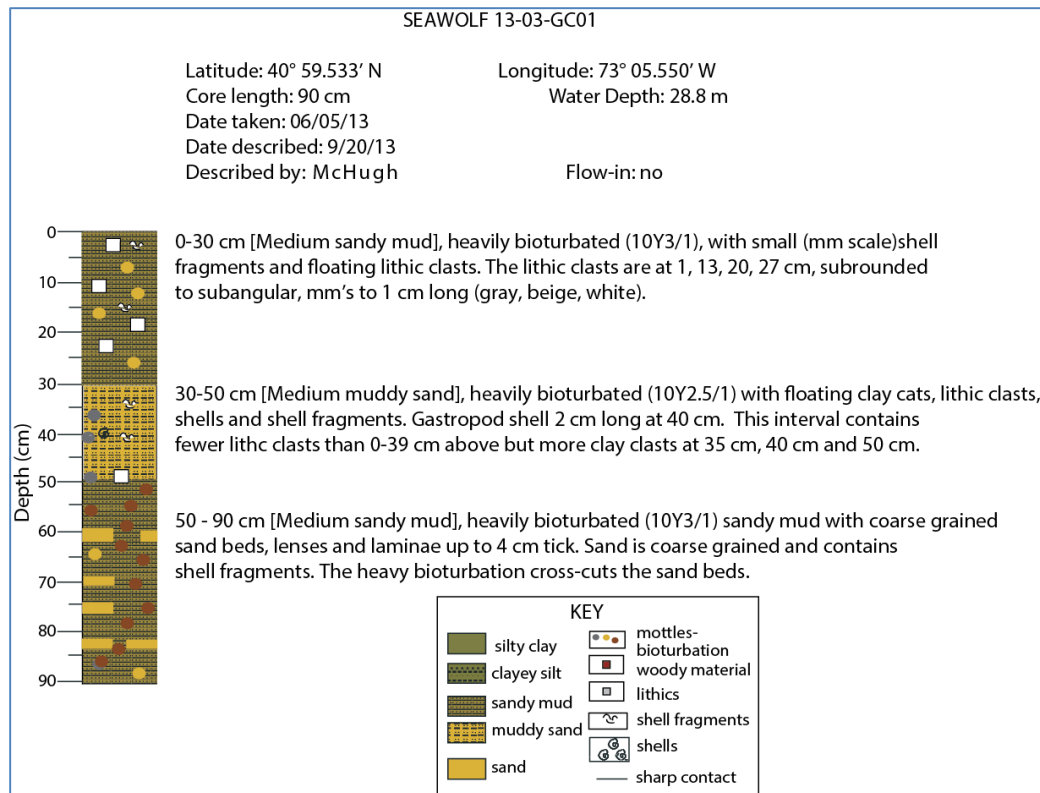 SEAWOLF 13-03-GC01
Latitude: 40° 59.533’ N Longitude: 73° 05.550’ W
Core length: 90 cm Water Depth: 28.8 m
Date taken: 06/05/13
Date described: 9/20/13
Described by: McHugh Flow-in: no
0-30 cm [Medium sandy mud], heavily bioturbated (10Y3/1), with small (mm scale)shell
fragments and floating lithic clasts. The lithic clasts are at 1, 13, 20, 27 cm, subrounded
to subangular, mm’s to 1 cm long (gray, beige, white).
30-50 cm [Medium muddy sand], heavily bioturbated (10Y2.5/1) with floating clay cats, lithic clasts,
shells and shell fragments. Gastropod shell 2 cm long at 40 cm. This interval contains
fewer lithc clasts than 0-39 cm above but more clay clasts at 35 cm, 40 cm and 50 cm.
50 - 90 cm [Medium sandy mud], heavily bioturbated (10Y3/1) sandy mud with coarse grained
sand beds, lenses and laminae up to 4 cm tick. Sand is coarse grained and contains
shell fragments. The heavy bioturbation cross-cuts the sand beds.
Depth (cm)
0
10
20
30
40
50
60
70
80
90
KEY
silty clay
clayey silt
sandy mud
muddy sand
sand
mottles-
bioturbation
woody material
lithics
shell fragments
shells
sharp contact